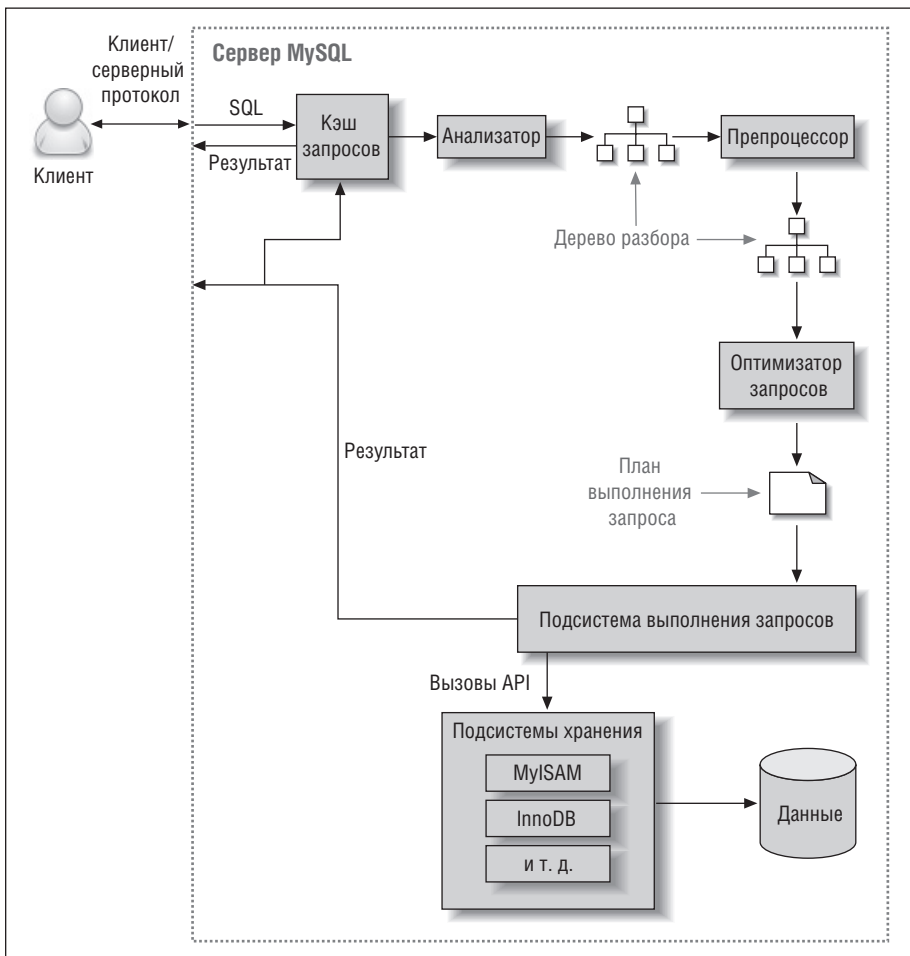 Клиент/
серверный
протокол
Клиент
Сервер MySQL
SQL
Результат
Кэш
запросов
Анализатор
Препроцессор
Дерево разбора
Оптимизатор
запросов
План
выполнения
запроса
Результат
Подсистема выполнения запросов
Вызовы API
Подсистемы хранения
MyISAM
InnoDB
и т. д.
Данные